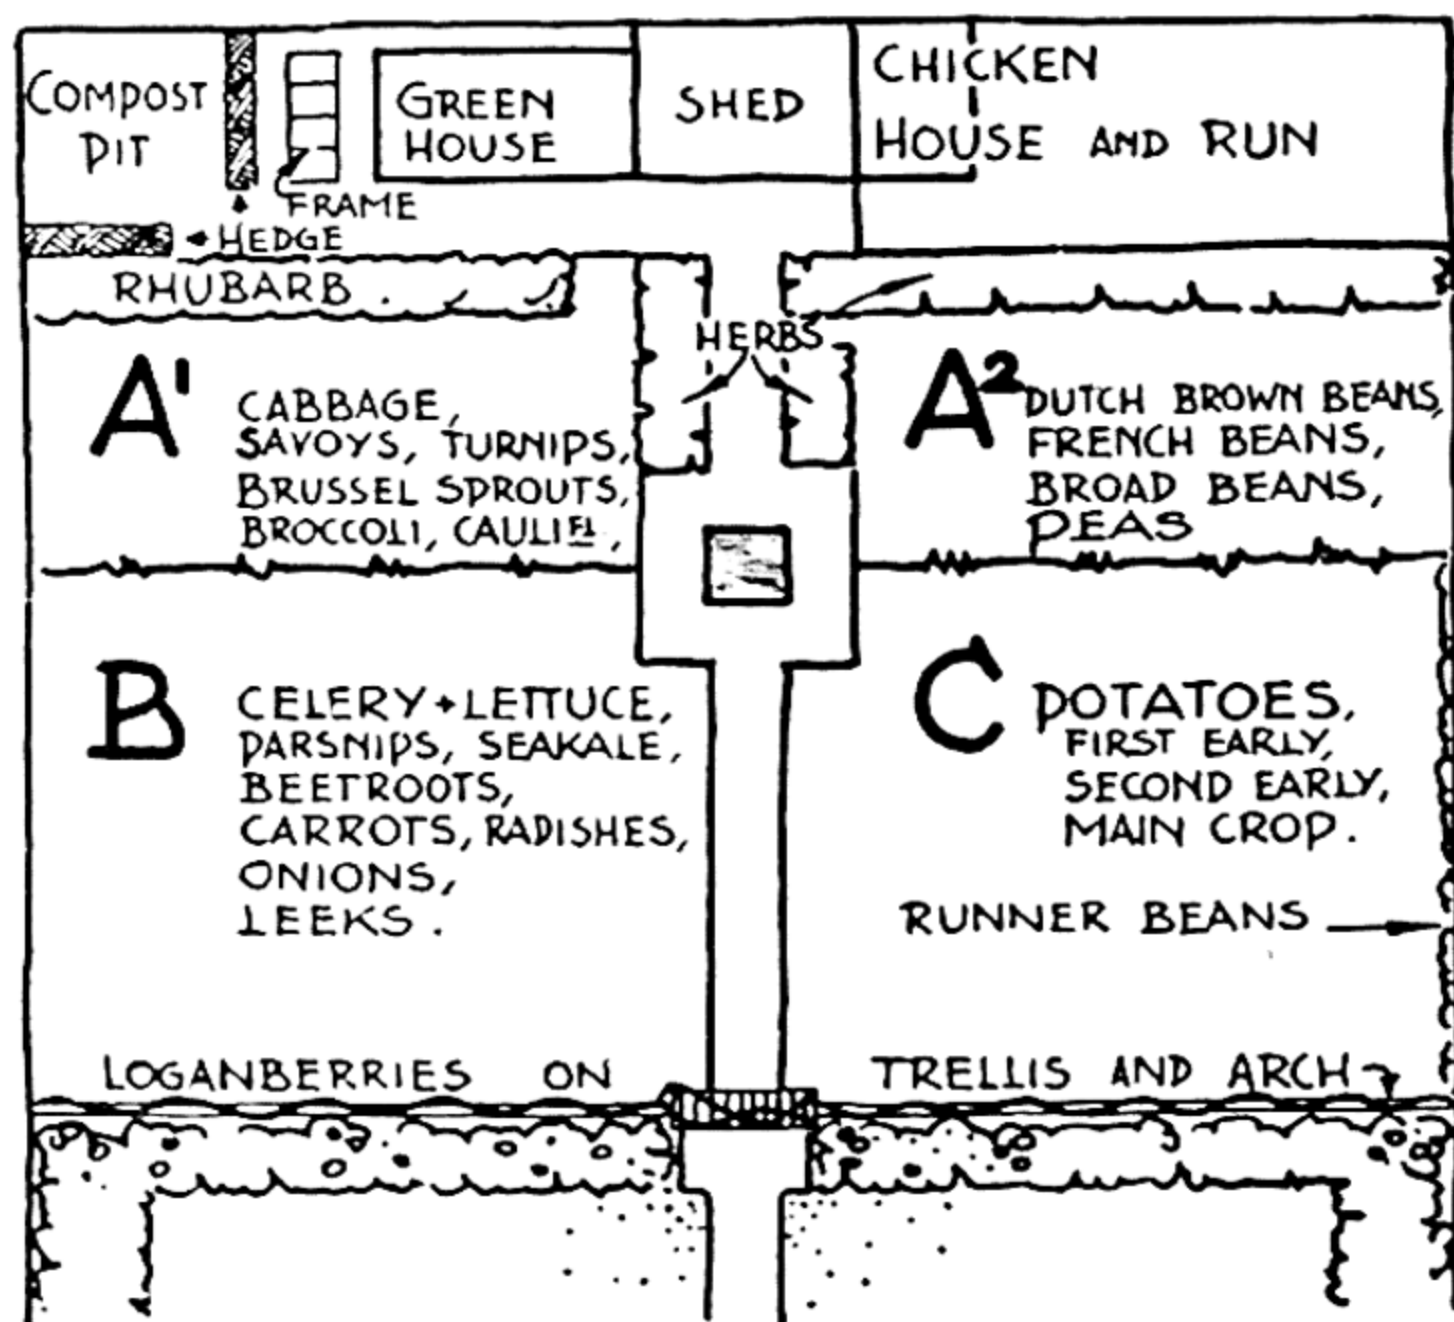 COMPOST
PIT
FRAME
HEDGE
GREEN
HOUSE
SHED
CHICKEN
HOUSE AND RUN
RHUBARB.
HERBS
A1
CABBAGE,
SAVOYS, TURNIPS,
BRUSSEL SPROUTS,
BROCCOLI, CAULIFL,
A2
DUTCH BROWN BEANS,
FRENCH BEANS,
BROAD BEANS,
PEAS
B
CELERY + LETTUCE,
PARSNIPS, SEAKALE,
BEETROOTS,
CARROTS, RADISHES,
ONIONS,
LEEKS.
C
POTATOES,
FIRST EARLY,
SECOND EARLY,
MAIN CROP.
RUNNER BEANS
LOGANBERRIES ON TRELLIS AND ARCH